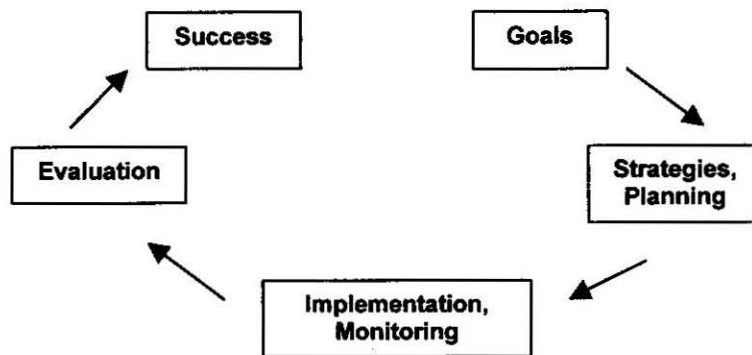 Success
Goals
Evaluation
Strategies,
Planning
Implementation,
Monitoring